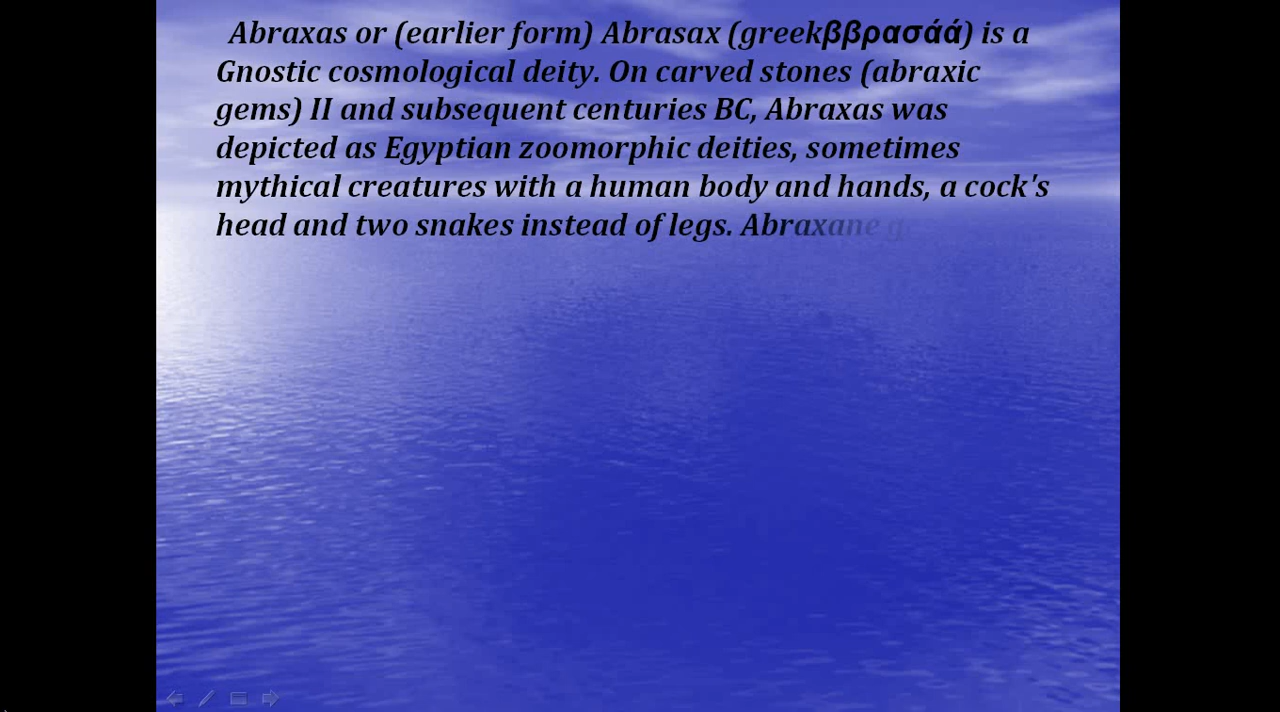 Abraxas or (earlier form) Abrasax (greekββρασάά) is a
Gnostic cosmological deity. On carved stones (abraxic
gems) II and subsequent centuries BC, Abraxas was
depicted as Egyptian zoomorphic deities, sometimes
mythical creatures with a human body and hands, a cock's
head and two snakes instead of legs. Abraxane g